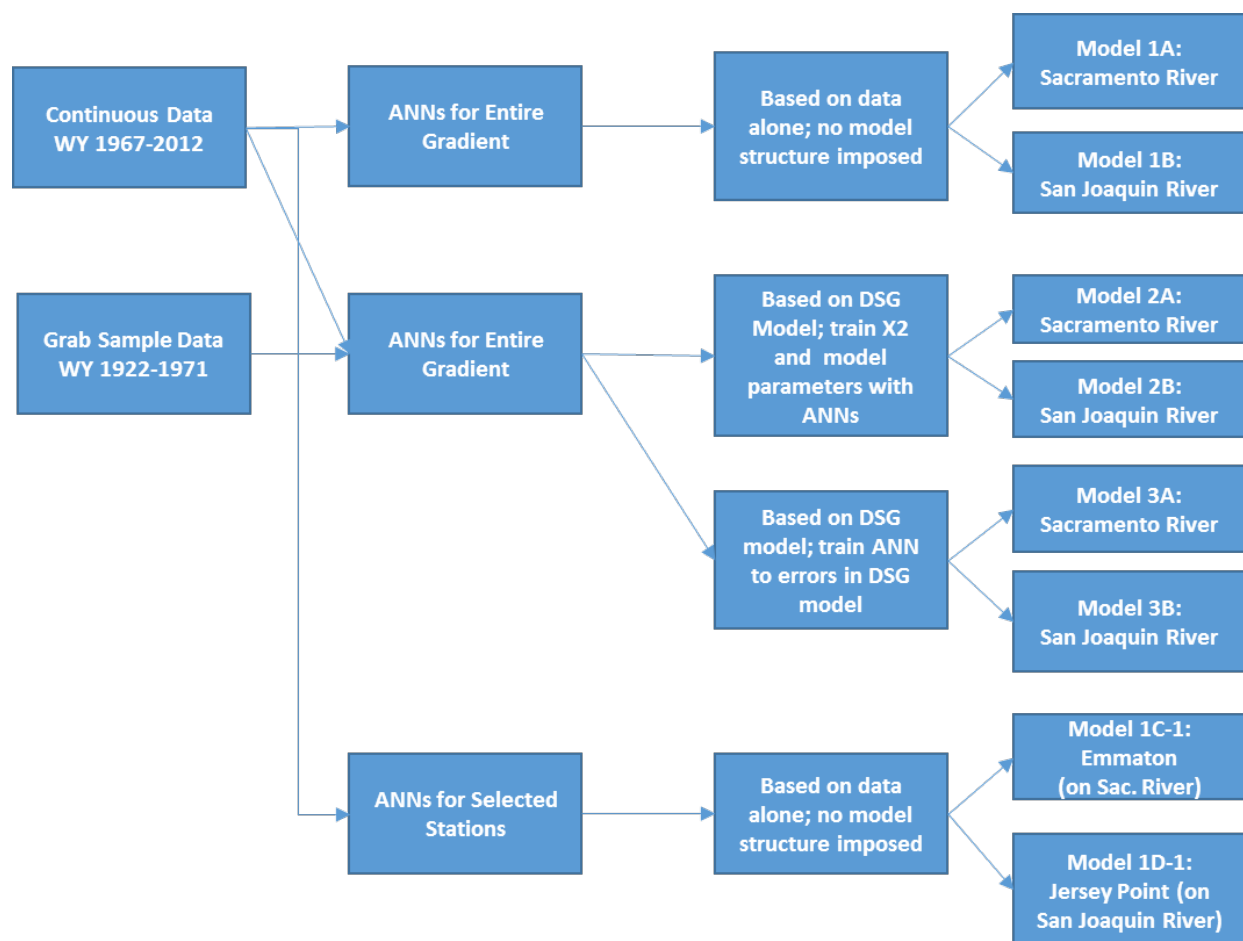 Continuous Data
WY 1967-2012
ANNs for Entire
Gradient
Based on data
alone; no model
structure imposed
Model 1A:
Sacramento River
Model 1B:
San Joaquin River
Grab Sample Data
WY 1922-1971
ANNs for Entire
Gradient
Based on DSG
Model; train X2
and model
parameters with
ANNs
Model 2A:
Sacramento River
Model 2B:
San Joaquin River
Based on DSG
model; train ANN
to errors in DSG
model
Model 3A:
Sacramento River
Model 3B:
San Joaquin River
ANNs for Selected
Stations
Based on data
alone; no model
structure imposed
Model 1C-1:
Emmaton
(on Sac. River)
Model 1D-1:
Jersey Point (on
San Joaquin River)